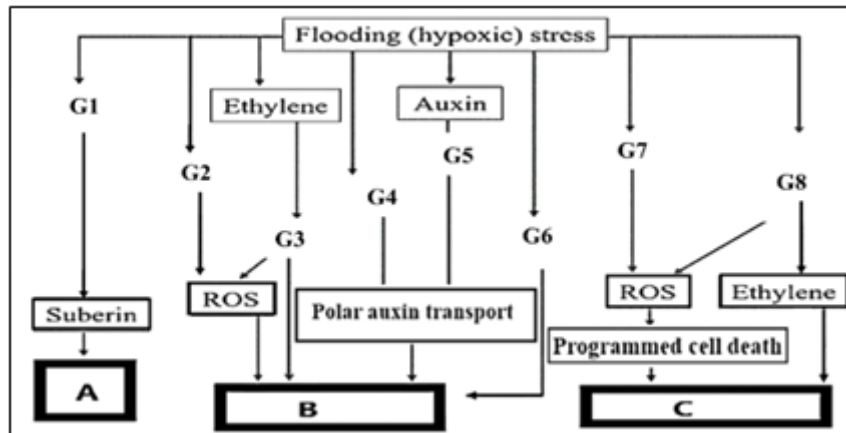 Flooding (hypoxic) stress
G1
Ethylene
Auxin
G2
G5
G7
G4
G8
G3
G6
ROS
Polar auxin transport
ROS
Ethylene
Suberin
Programmed cell death
A
B
C